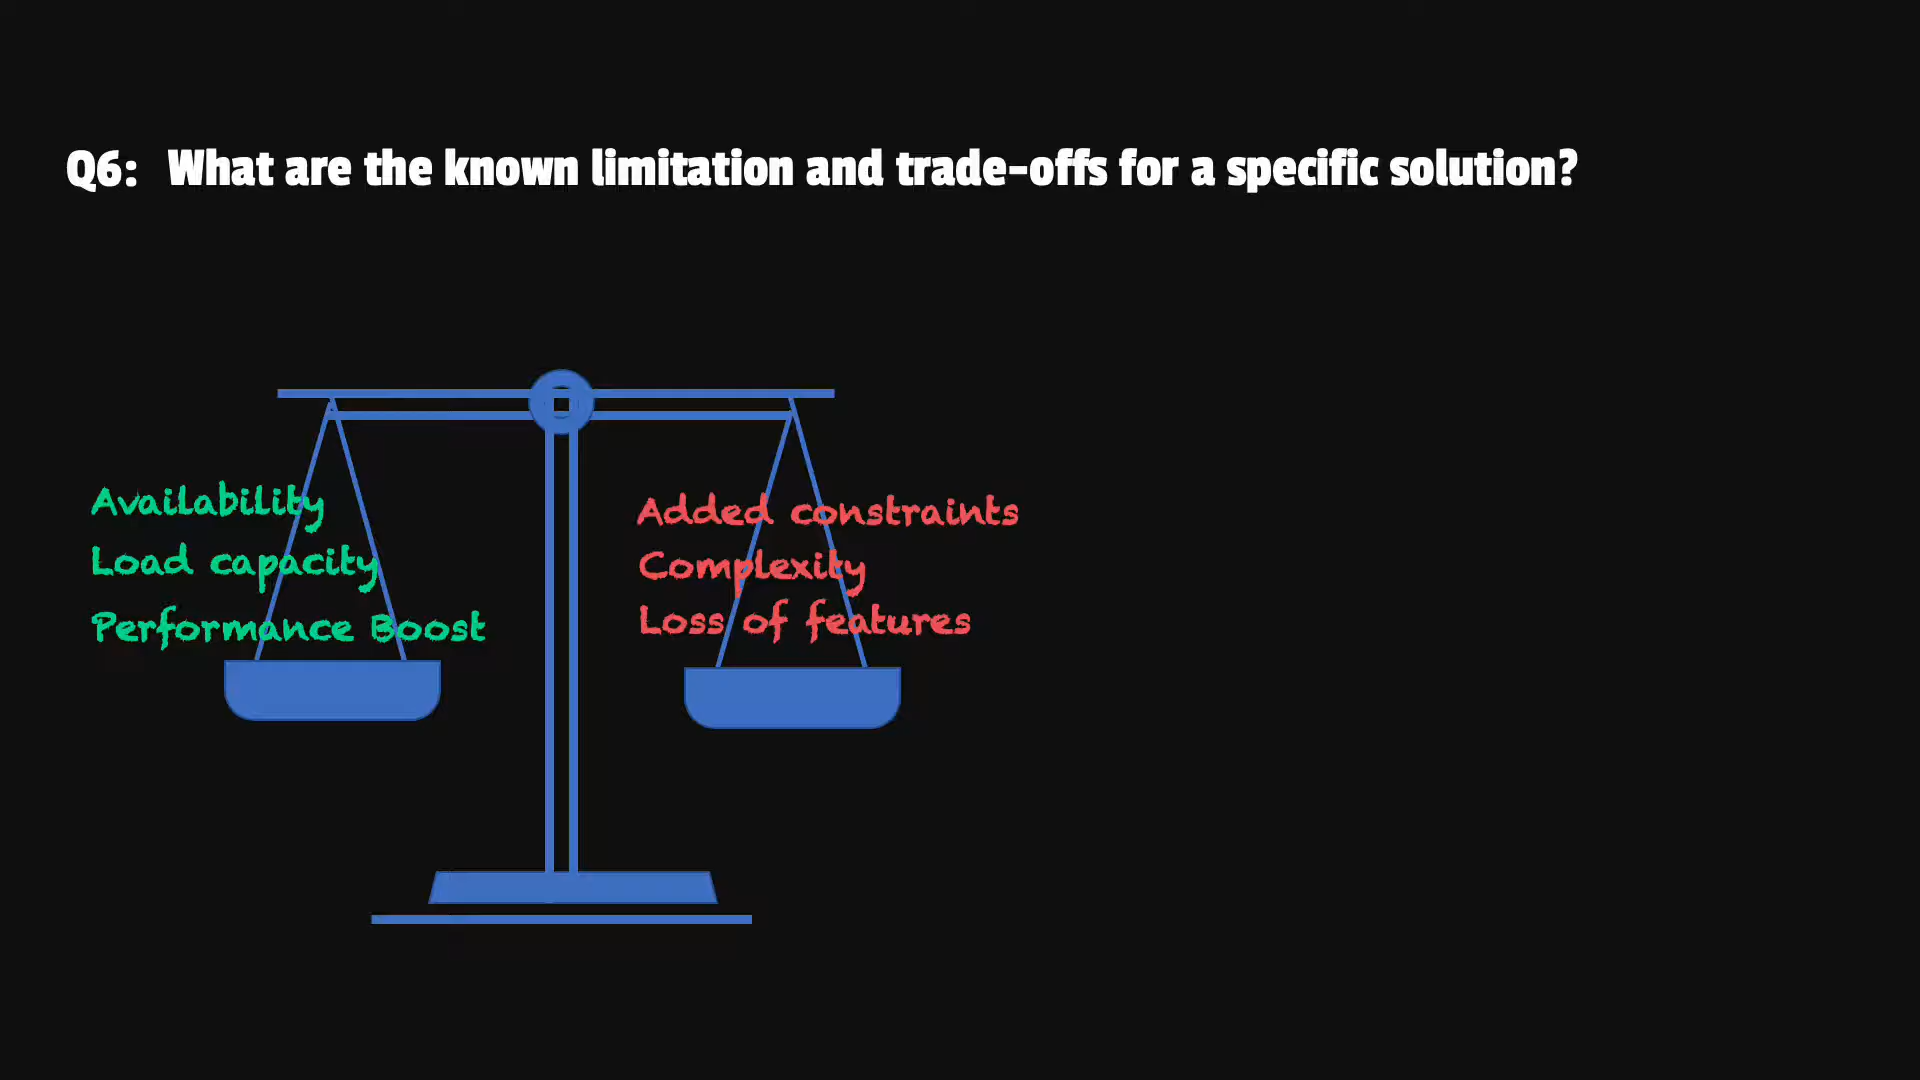 Q6: What are the known limitation and trade-offs for a specific solution?
Availability
Load capacity
Performance Boost
Added constraints
Complexity
Loss of features